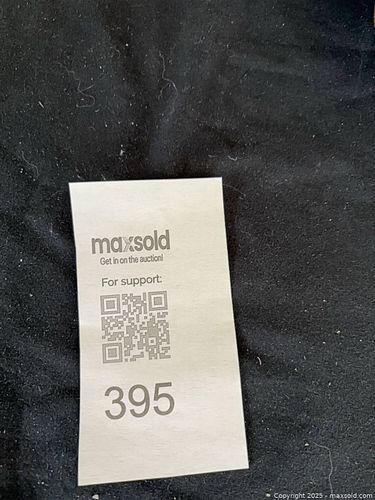 maxsold
Get in on the auction!
For support:
395
Copyright 2025 - maxsold.com